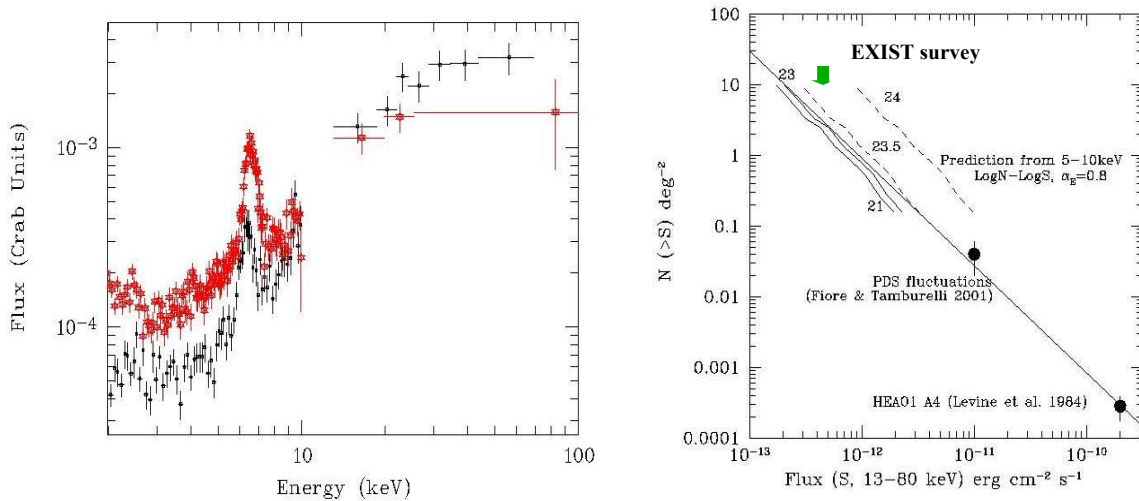 Flux (Crab Units)
10⁻³
10⁻⁴
10
100
Energy (keV)
EXIST survey
N (>S) deg⁻²
100
10
1
0.1
0.01
0.001
0.0001
23
24
23.5
21
Prediction from 5-10keV
LogN-LogS, α_E=0.8
PDS fluctuations
(Fiore & Tamburelli 2001)
HEAO1 A4 (Levine et al. 1984)
10⁻¹³
10⁻¹²
10⁻¹¹
10⁻¹⁰
Flux (S, 13-80 keV) erg cm⁻² s⁻¹